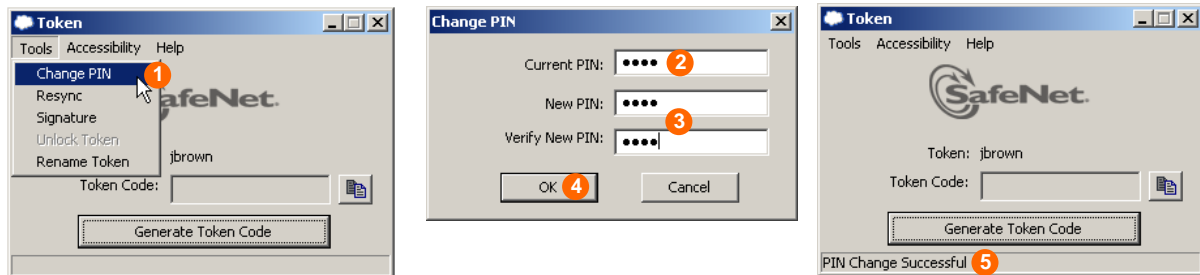 Token
Tools Accessibility Help
Change PIN 1
Resync
Signature
Unlock Token
Rename Token
afeNet.
jbrown
Token Code:
Generate Token Code
Change PIN
Current PIN: •••• 2
New PIN: ••••
3
Verify New PIN: ••••
OK 4 Cancel
Token
Tools Accessibility Help
SafeNet.
Token: jbrown
Token Code:
Generate Token Code
PIN Change Successful 5